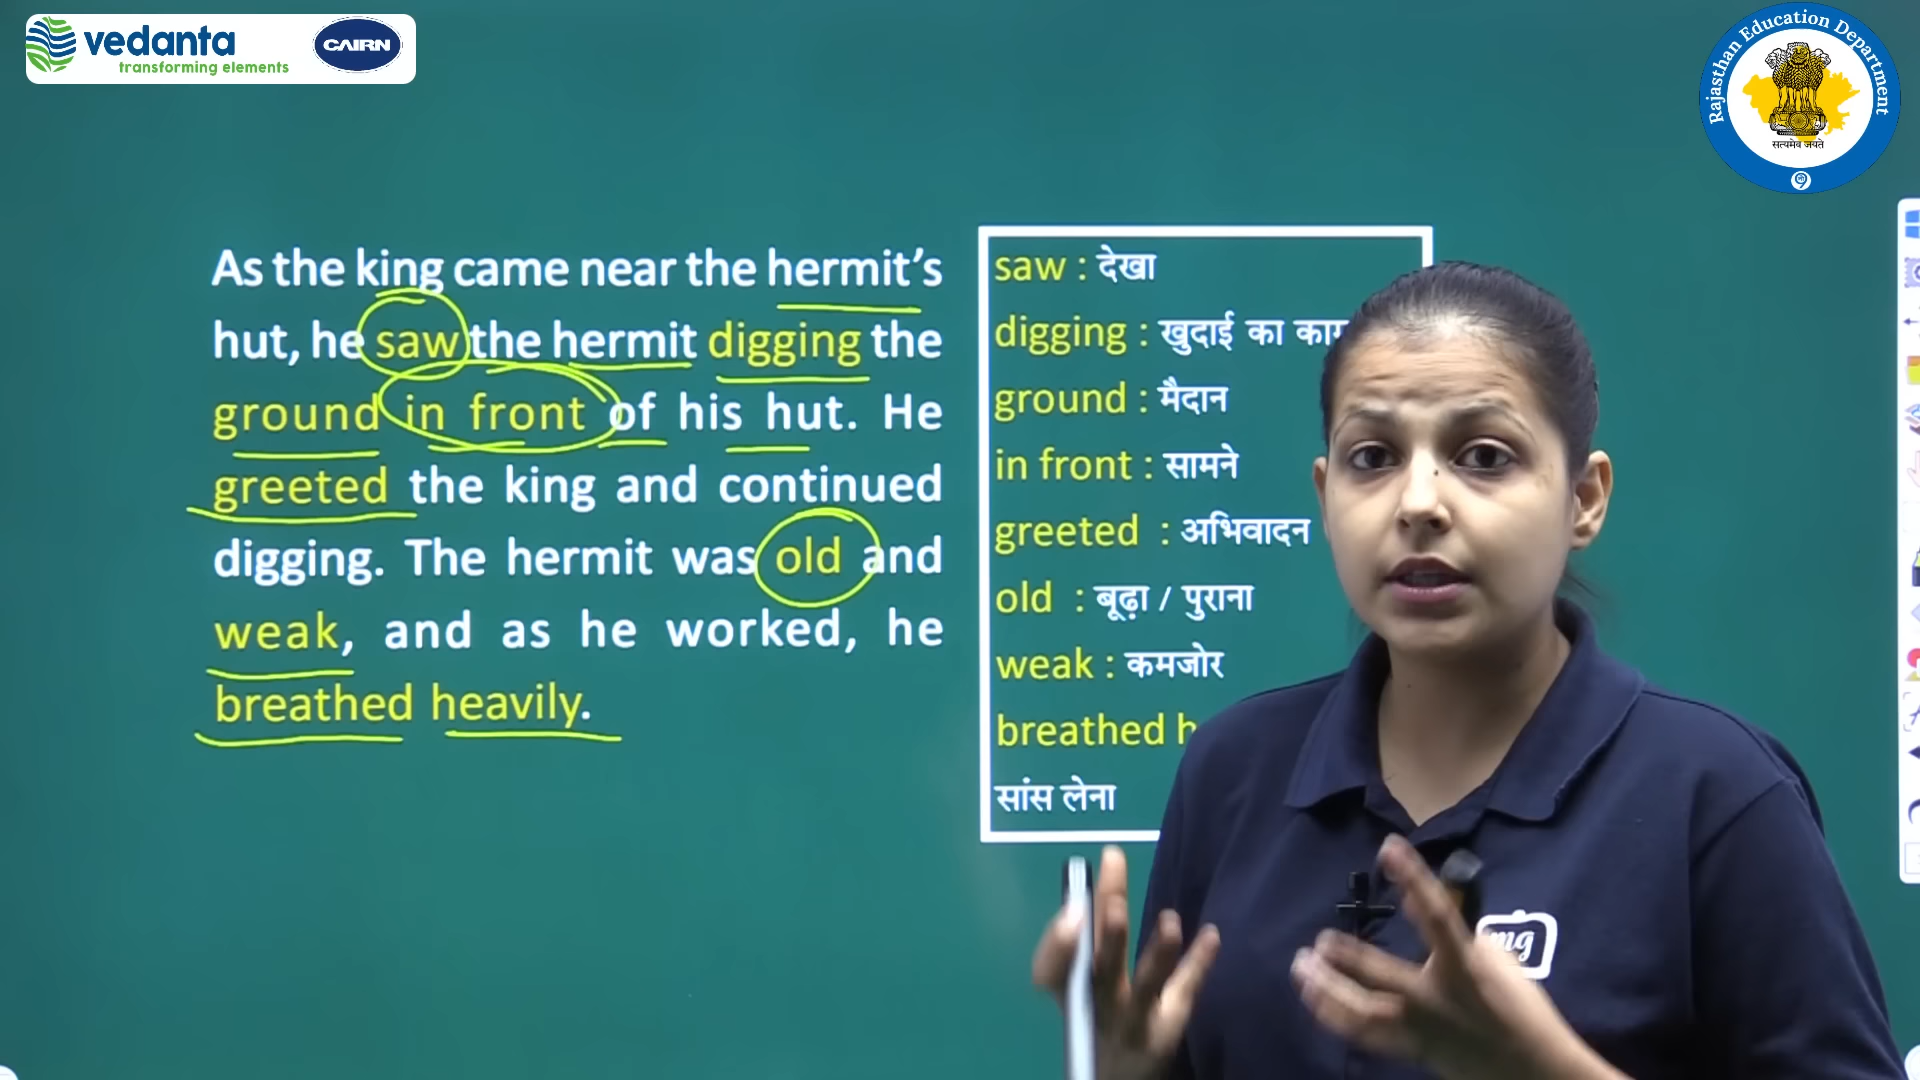 vedanta
transforming elements
CAIRN
Rajasthan Education Department
सत्यमेव जयते
As the king came near the hermit's
hut, he saw the hermit digging the
ground in front of his hut. He
greeted the king and continued
digging. The hermit was old and
weak, and as he worked, he
breathed heavily.
saw : देखा
digging : खुदाई का
ground : मैदान
in front : सामने
greeted : अभिवादन
old : बूढ़ा / पुराना
weak : कमजोर
breathed
सांस लेना
mg